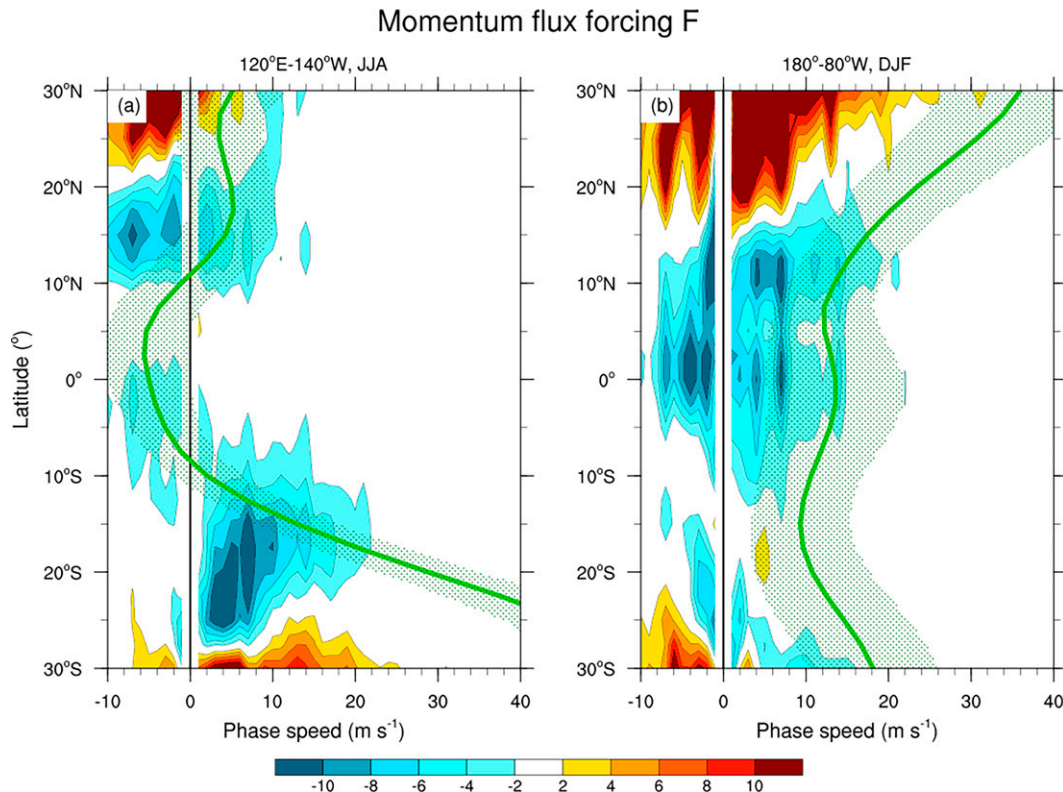 Momentum flux forcing F
120°E-140°W, JJA
180°-80°W, DJF
(a)
(b)
30°N
20°N
10°N
0°
10°S
20°S
30°S
Latitude (°)
30°N
20°N
10°N
0°
10°S
20°S
30°S
-10 0 10 20 30 40
-10 0 10 20 30 40
Phase speed (m s⁻¹)
Phase speed (m s⁻¹)
-10 -8 -6 -4 -2 2 4 6 8 10